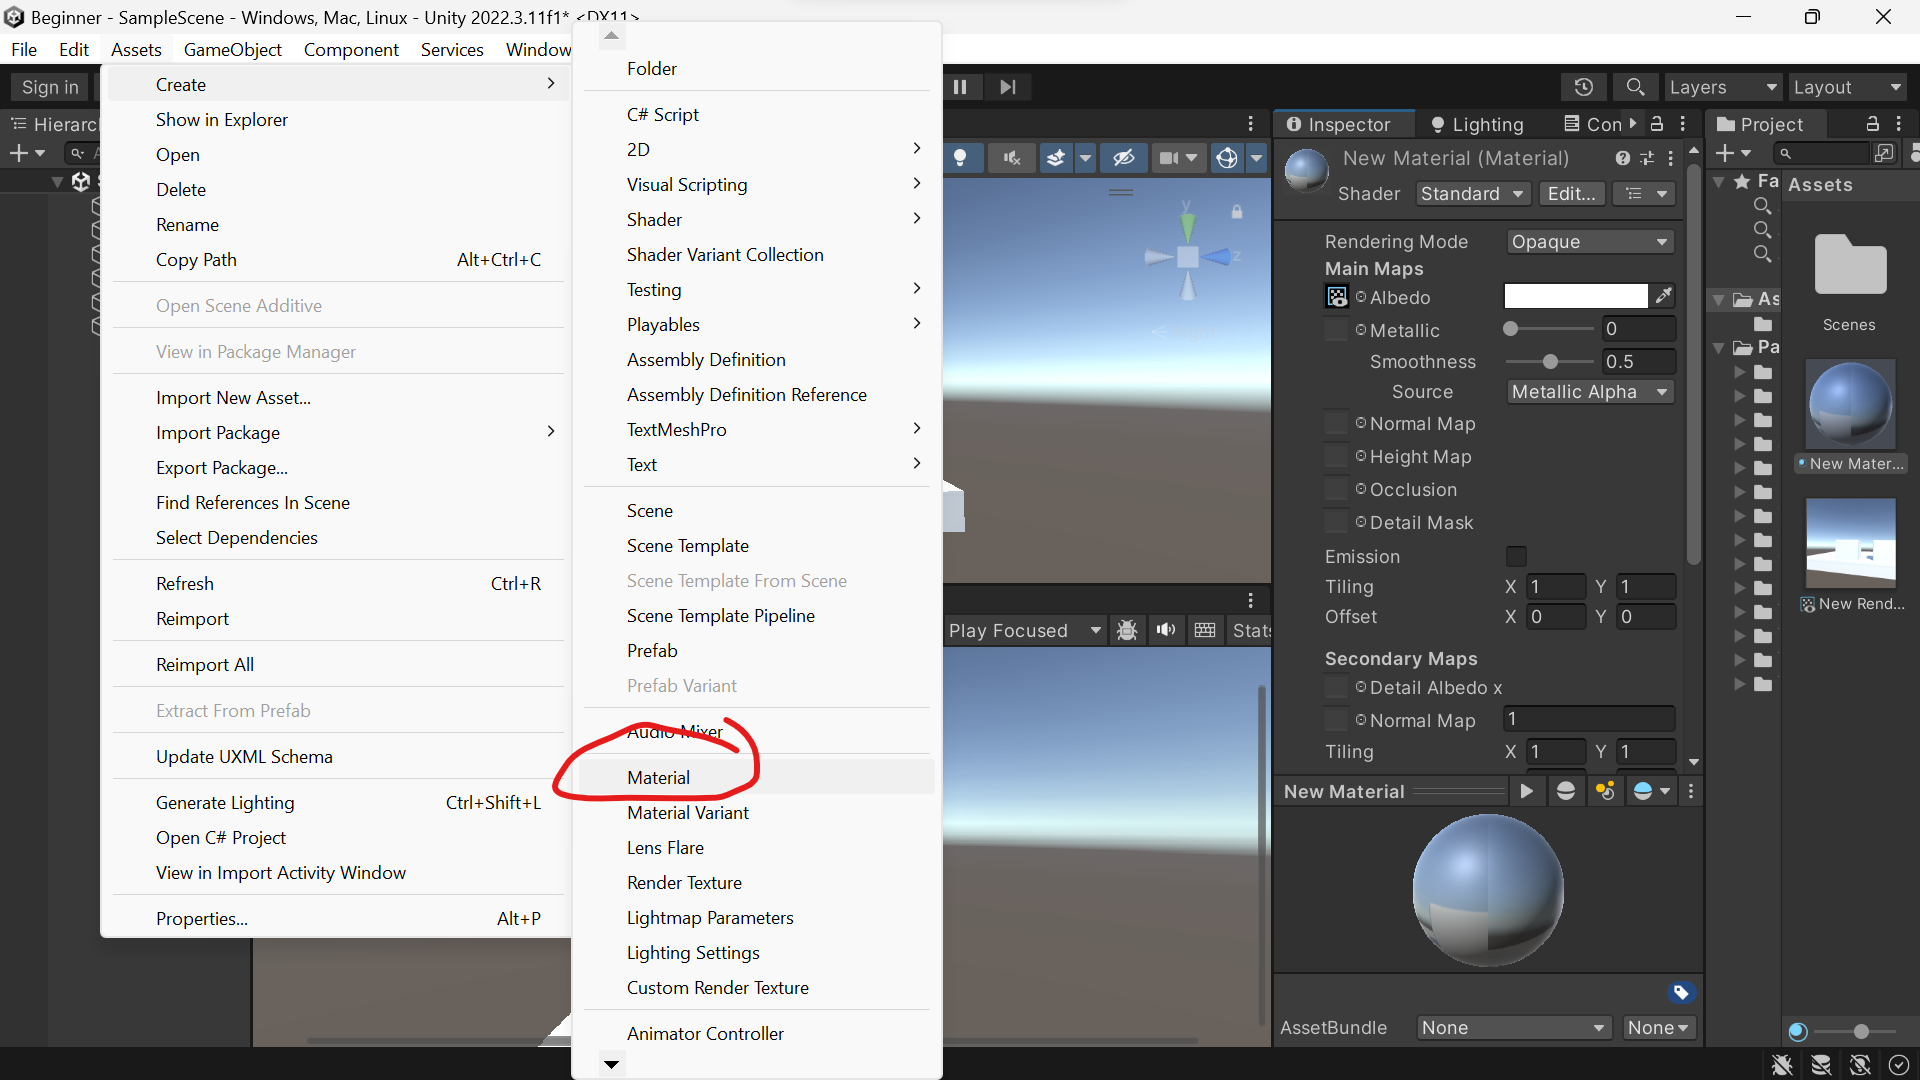 Beginner - SampleScene - Windows, Mac, Linux - Unity 2022.3.11f1* <DX11>
File Edit Assets GameObject Component Services Window
Sign in
Layers
Layout
Hierarc
Create
Show in Explorer
Open
Delete
Rename
Copy Path Alt+Ctrl+C
Open Scene Additive
View in Package Manager
Import New Asset...
Import Package
Export Package...
Find References In Scene
Select Dependencies
Refresh Ctrl+R
Reimport
Reimport All
Extract From Prefab
Update UXML Schema
Generate Lighting Ctrl+Shift+L
Open C# Project
View in Import Activity Window
Properties... Alt+P
Folder
C# Script
2D
Visual Scripting
Shader
Shader Variant Collection
Testing
Playables
Assembly Definition
Assembly Definition Reference
TextMeshPro
Text
Scene
Scene Template
Scene Template From Scene
Scene Template Pipeline
Prefab
Prefab Variant
Audio Mixer
Material
Material Variant
Lens Flare
Render Texture
Lightmap Parameters
Lighting Settings
Custom Render Texture
Animator Controller
y
z
Play Focused
Stats
Inspector Lighting Con
New Material (Material)
Shader Standard Edit...
Rendering Mode Opaque
Main Maps
Albedo
Metallic 0
Smoothness 0.5
Source Metallic Alpha
Normal Map
Height Map
Occlusion
Detail Mask
Emission
Tiling X 1 Y 1
Offset X 0 Y 0
Secondary Maps
Detail Albedo x
Normal Map 1
Tiling X 1 Y 1
New Material
AssetBundle None None
Project
Fa
As
Pa
Assets
Scenes
New Mater...
New Rend...